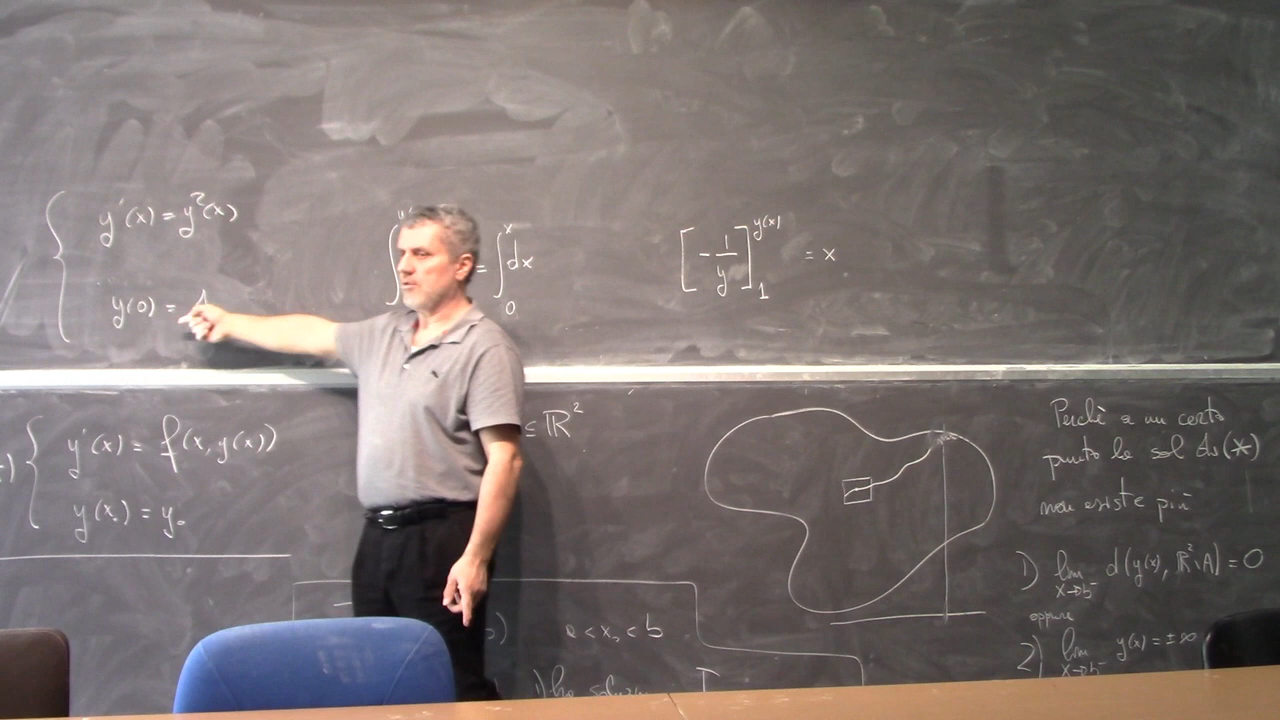 y'(x) = y²(x)
y(0) = 1
= ∫₀ˣ dx
[-1/y]₁^{y(x)} = x
y'(x) = f(x, y(x))
y(x₀) = y₀
⊆ ℝ²
Perchè a un certo
punto la sol di (*)
non esiste più
1) lim x→b⁻ d(y(x), ℝ²∖A) = 0
oppure
2) lim x→b⁻ y(x) = ±∞
a < x₀ < b